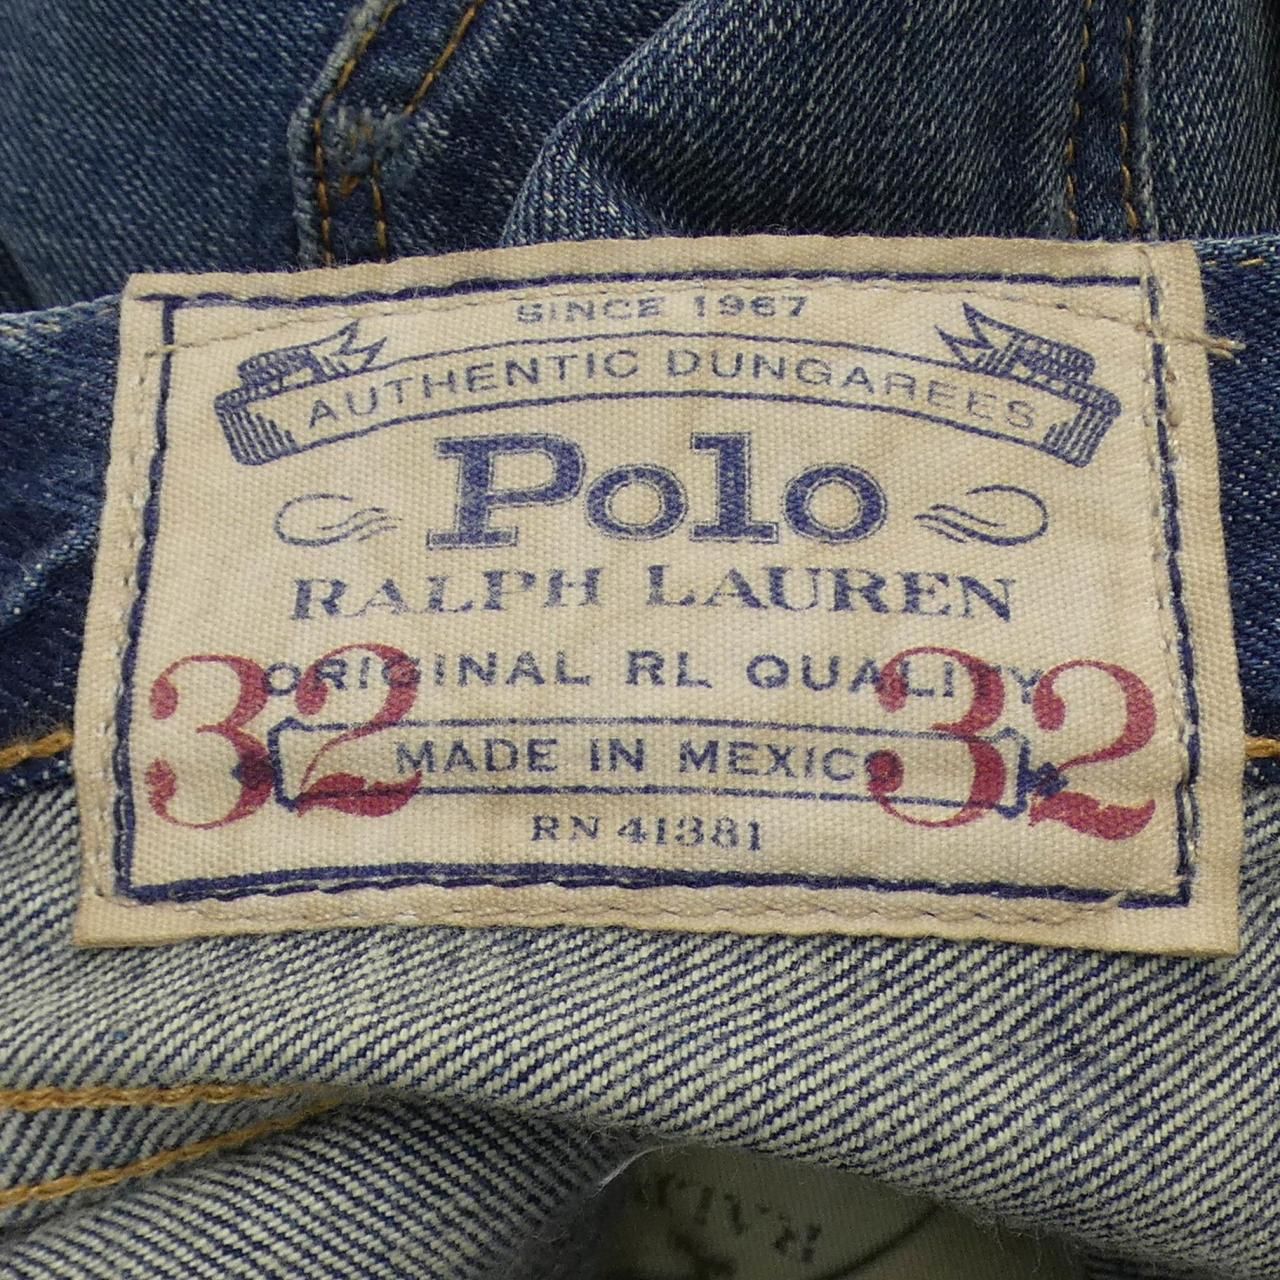 SINCE 1967
AUTHENTIC DUNGAREES
Polo
RALPH LAUREN
ORIGINAL RL QUALITY
32 32
MADE IN MEXICO
RN 41381